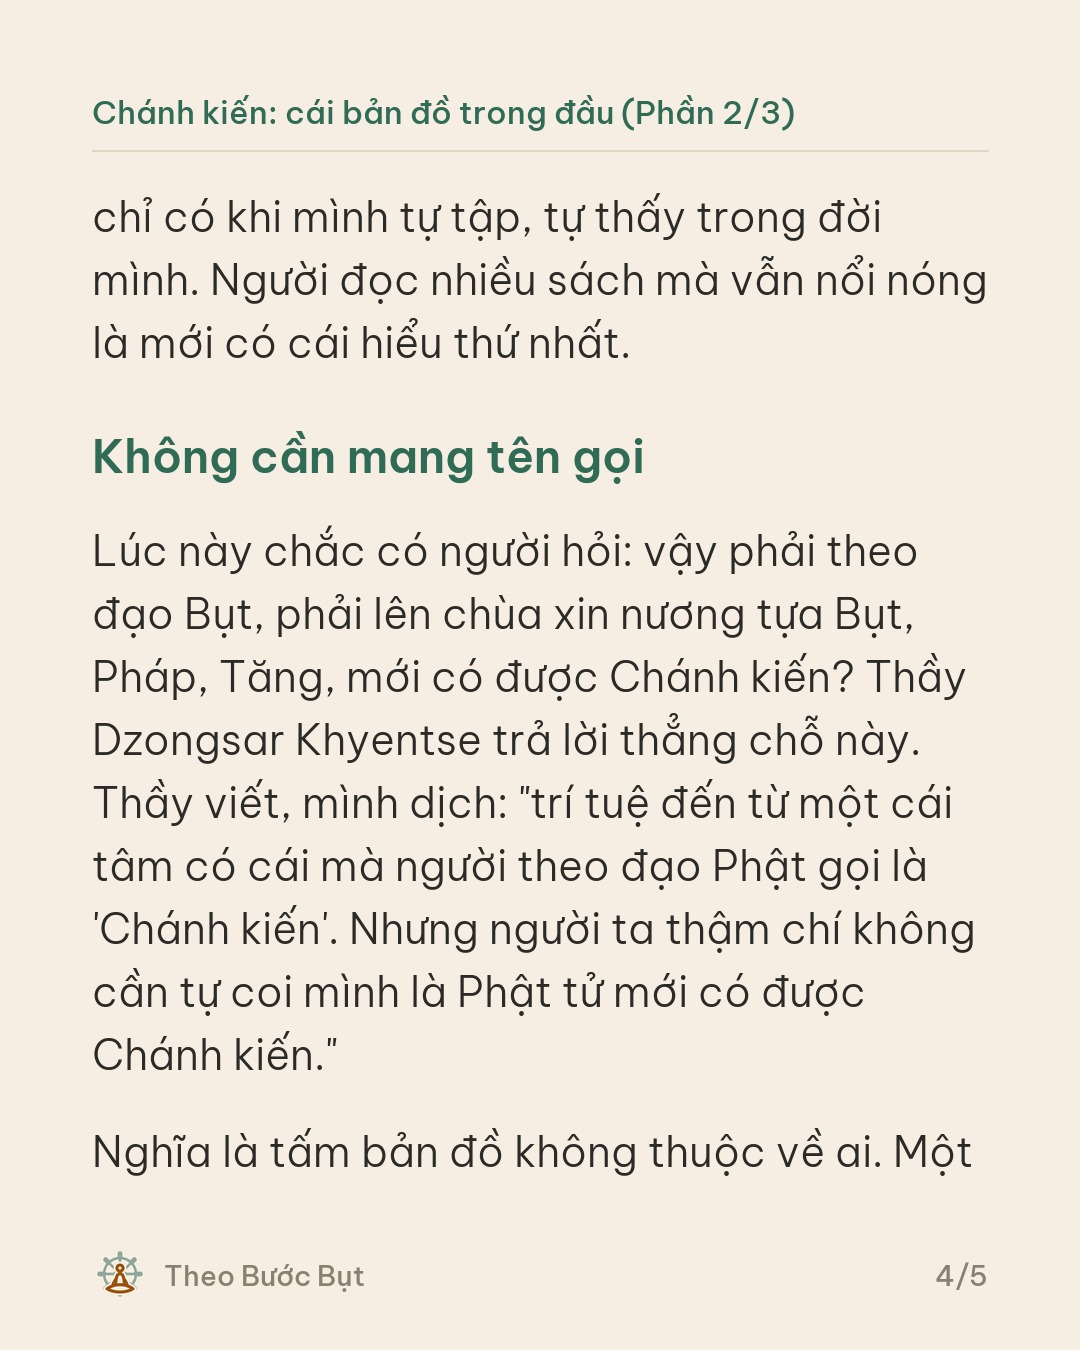 Chánh kiến: cái bản đồ trong đầu (Phần 2/3)
chỉ có khi mình tự tập, tự thấy trong đời
mình. Người đọc nhiều sách mà vẫn nổi nóng
là mới có cái hiểu thứ nhất.
Không cần mang tên gọi
Lúc này chắc có người hỏi: vậy phải theo
đạo Bụt, phải lên chùa xin nương tựa Bụt,
Pháp, Tăng, mới có được Chánh kiến? Thầy
Dzongsar Khyentse trả lời thẳng chỗ này.
Thầy viết, mình dịch: "trí tuệ đến từ một cái
tâm có cái mà người theo đạo Phật gọi là
'Chánh kiến'. Nhưng người ta thậm chí không
cần tự coi mình là Phật tử mới có được
Chánh kiến."
Nghĩa là tấm bản đồ không thuộc về ai. Một
Theo Bước Bụt
4/5